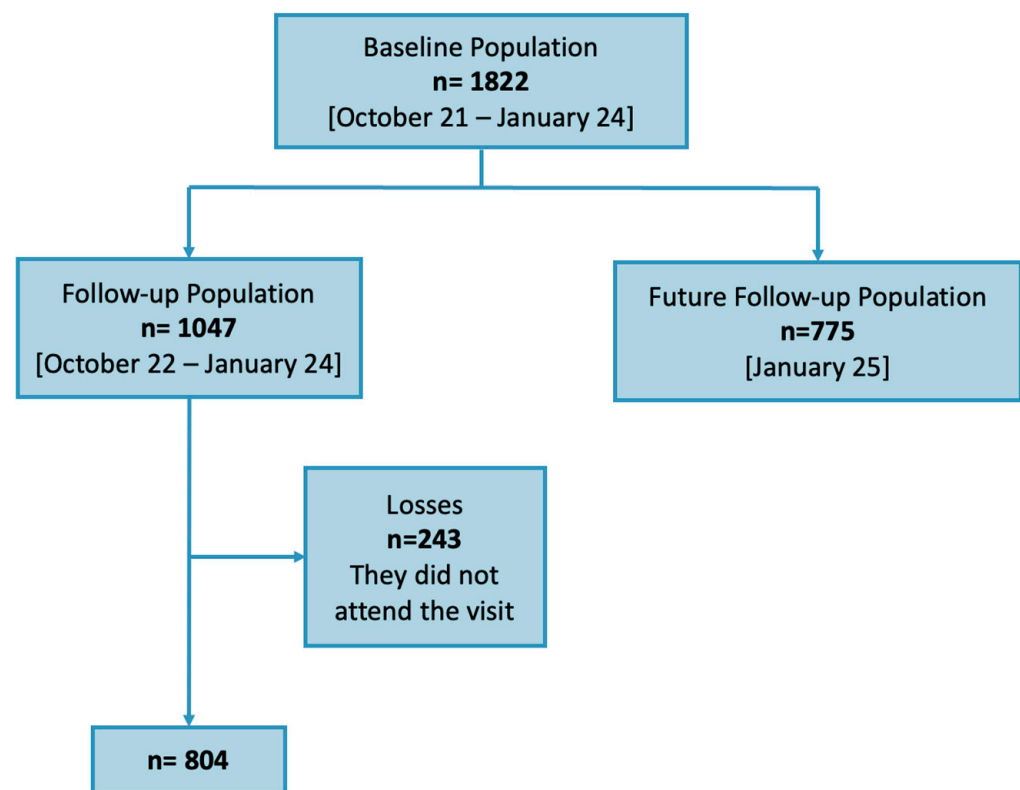 Baseline Population
n= 1822
[October 21 – January 24]
Follow-up Population
n= 1047
[October 22 – January 24]
Future Follow-up Population
n=775
[January 25]
Losses
n=243
They did not
attend the visit
n= 804